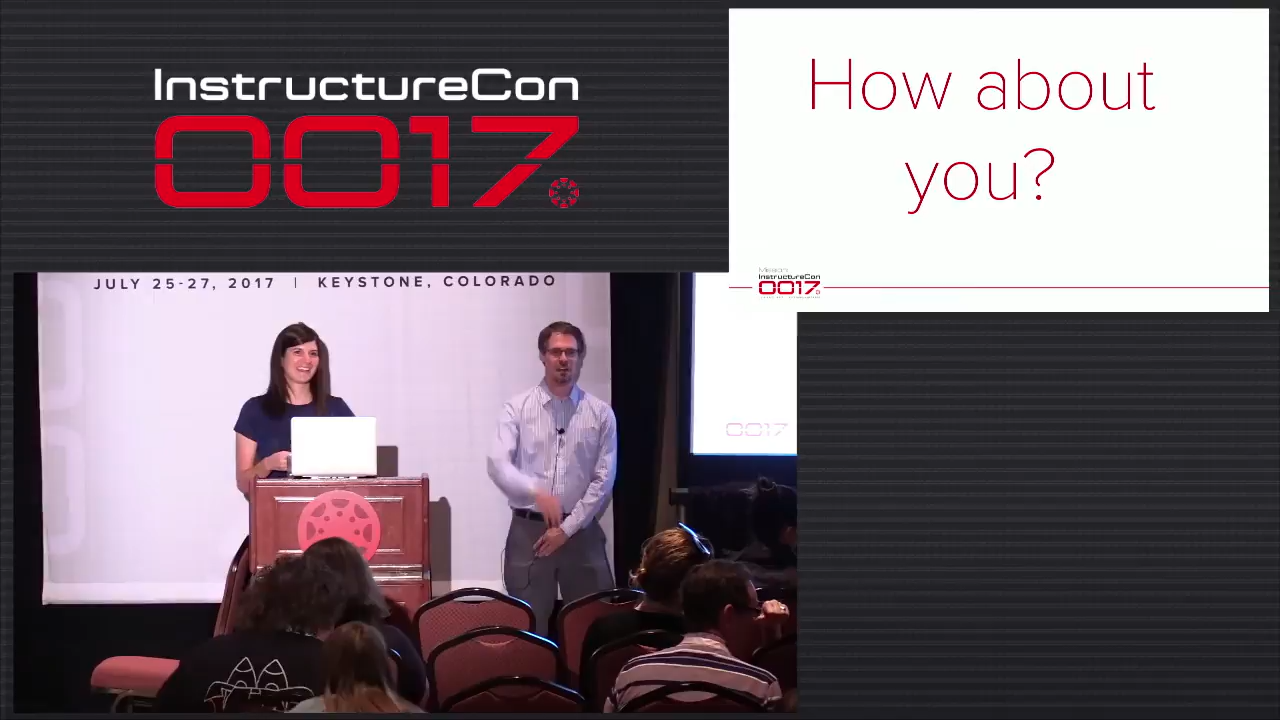 InstructureCon
0017
How about
you?
InstructureCon
0017
JULY 25-27, 2017 | KEYSTONE, COLORADO
0017